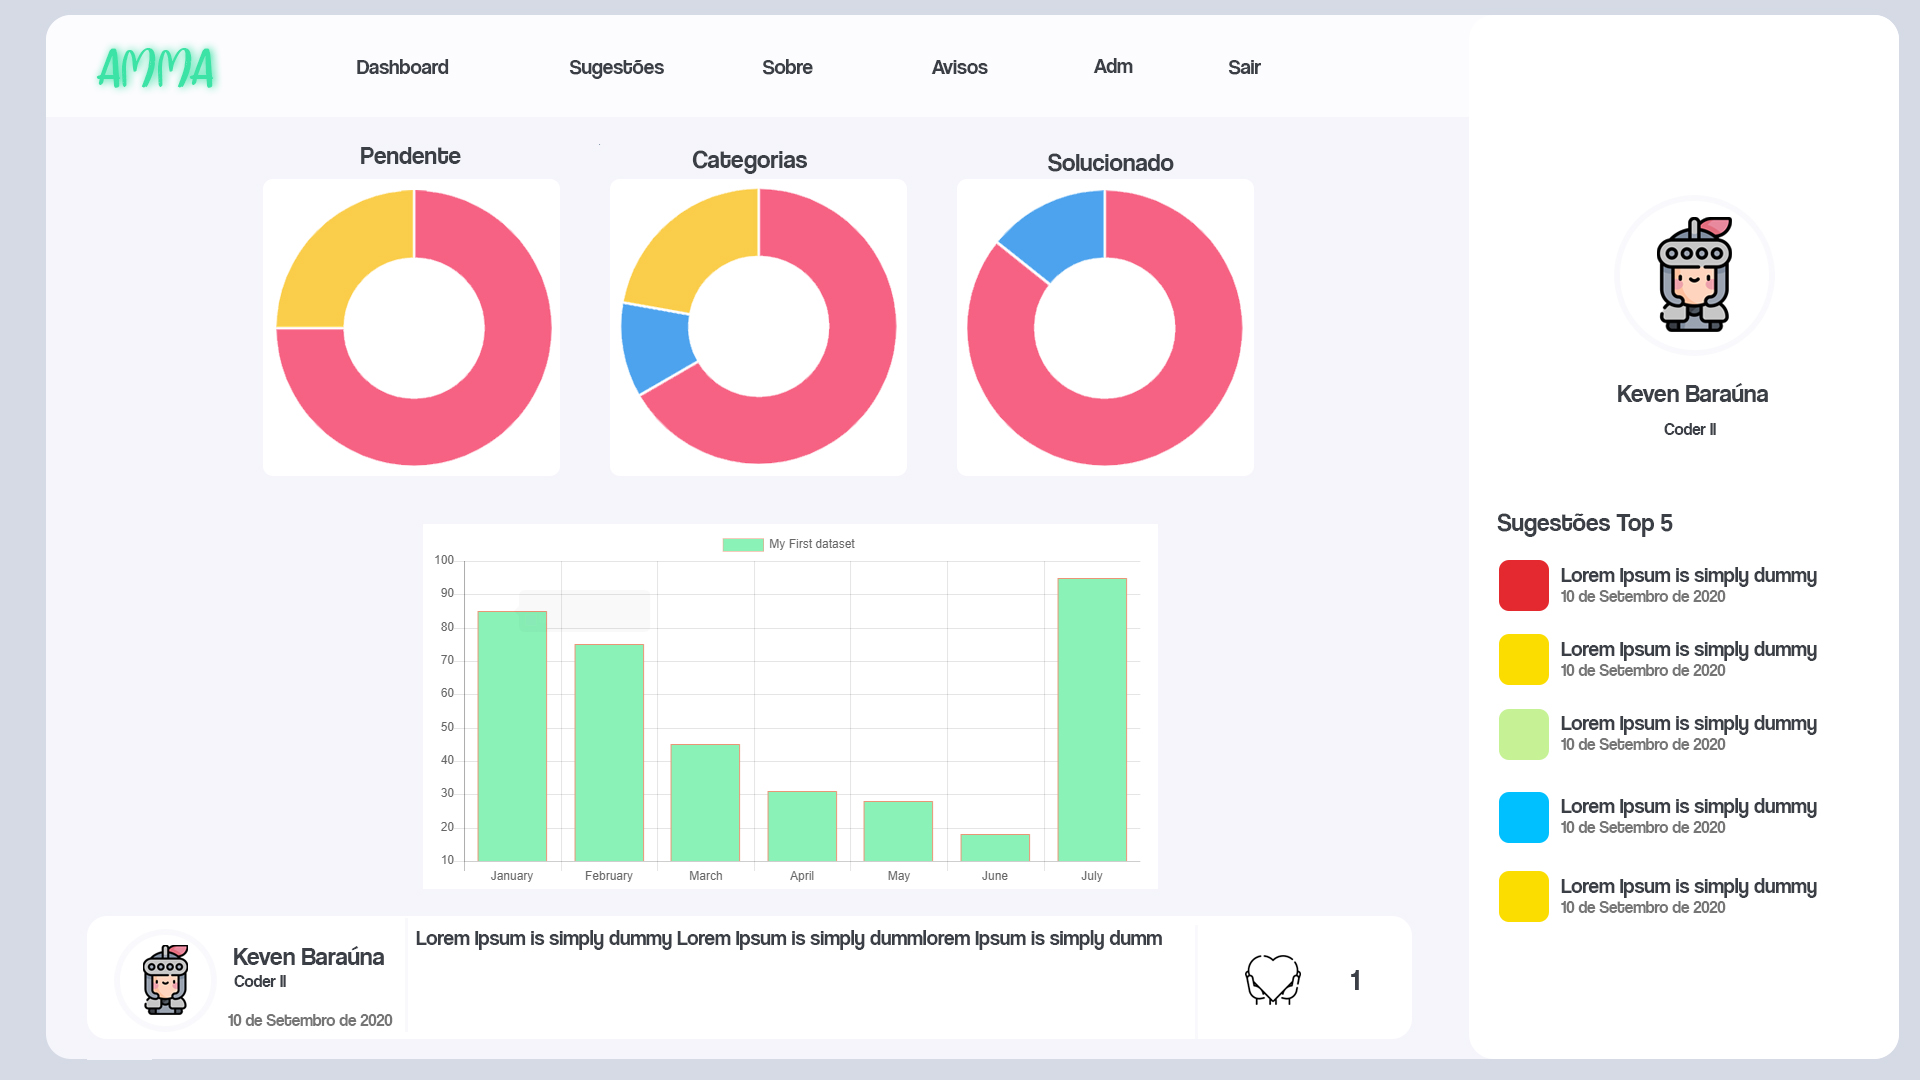 AMMA
Dashboard
Sugestões
Sobre
Avisos
Adm
Sair
Pendente
Categorias
Solucionado
My First dataset
100
90
80
70
60
50
40
30
20
10
January
February
March
April
May
June
July
Keven Baraúna
Coder II
10 de Setembro de 2020
Lorem Ipsum is simply dummy Lorem Ipsum is simply dummlorem Ipsum is simply dumm
1
Keven Baraúna
Coder II
Sugestões Top 5
Lorem Ipsum is simply dummy
10 de Setembro de 2020
Lorem Ipsum is simply dummy
10 de Setembro de 2020
Lorem Ipsum is simply dummy
10 de Setembro de 2020
Lorem Ipsum is simply dummy
10 de Setembro de 2020
Lorem Ipsum is simply dummy
10 de Setembro de 2020